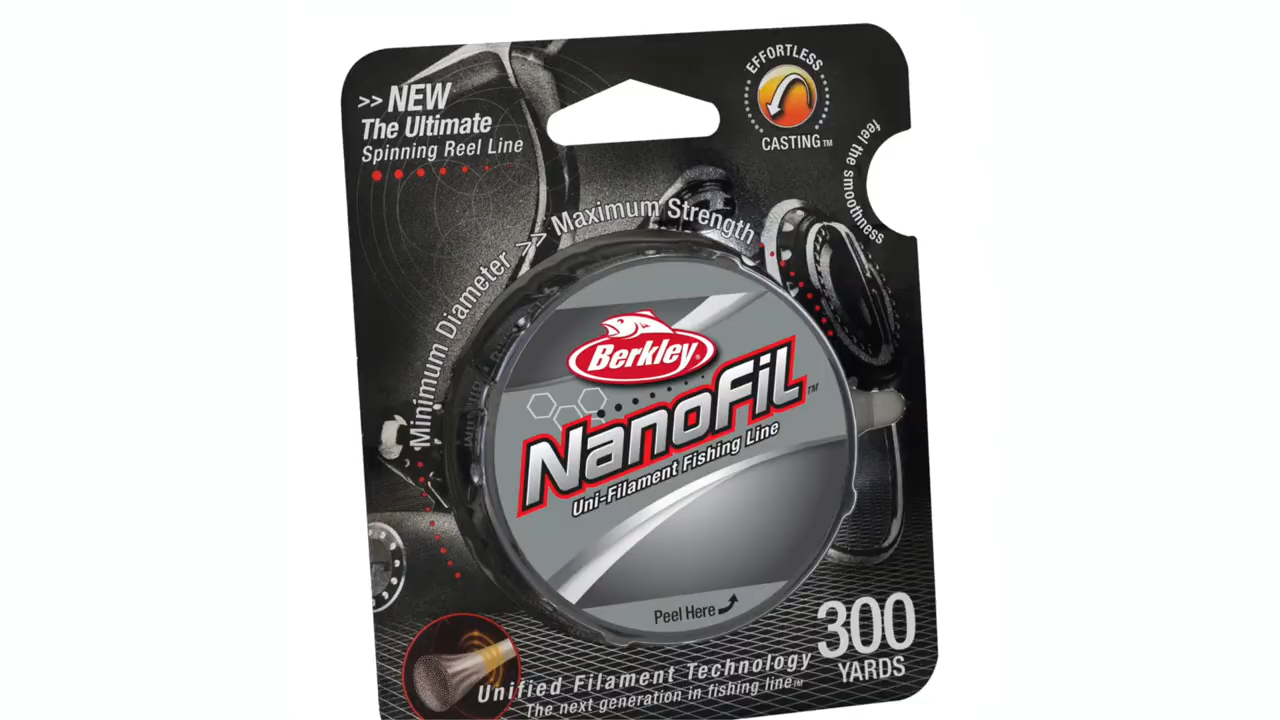 >> NEW
The Ultimate
Spinning Reel Line
EFFORTLESS
CASTING™
feel the smoothness
Minimum Diameter >> Maximum Strength
Berkley®
NanoFil™
Uni-Filament Fishing Line
Peel Here
300
YARDS
Unified Filament Technology
The next generation in fishing line™